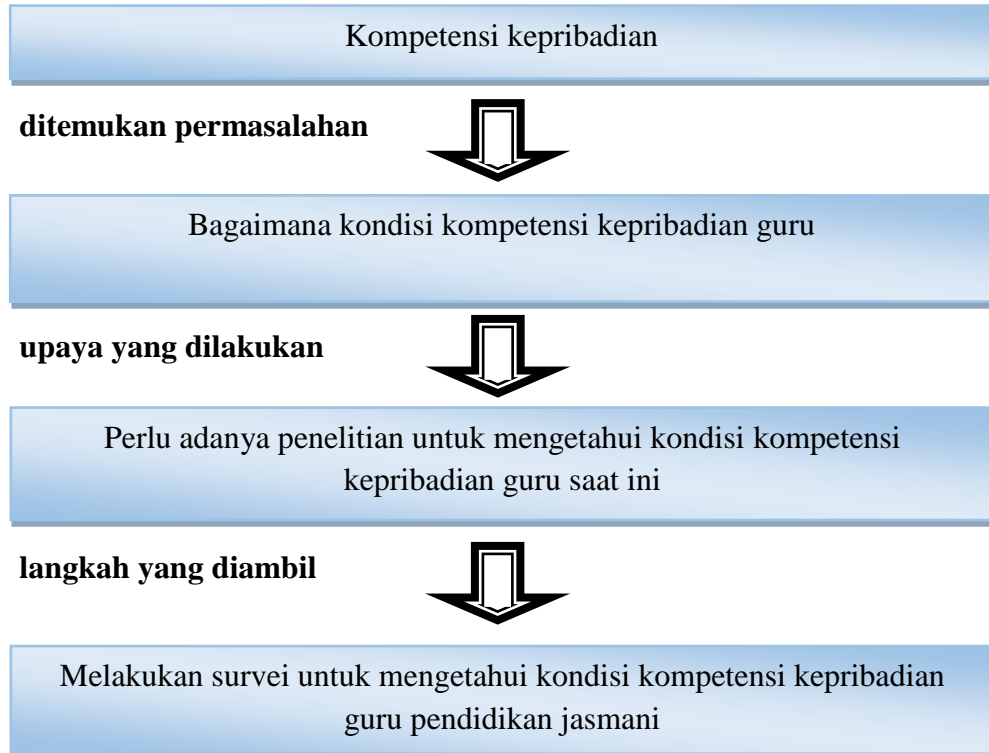 Kompetensi kepribadian
ditemukan permasalahan
Bagaimana kondisi kompetensi kepribadian guru
upaya yang dilakukan
Perlu adanya penelitian untuk mengetahui kondisi kompetensi
kepribadian guru saat ini
langkah yang diambil
Melakukan survei untuk mengetahui kondisi kompetensi kepribadian
guru pendidikan jasmani